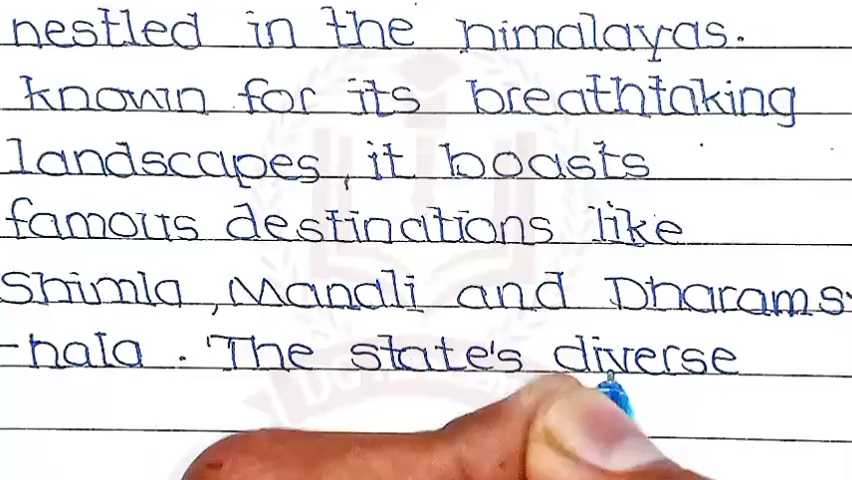 nestled in the nimalayas.
known for its breathtaking
landscapes, it boasts
famous destinations like
Shimla, Manali and Dharams-
-hala. The state's diverse